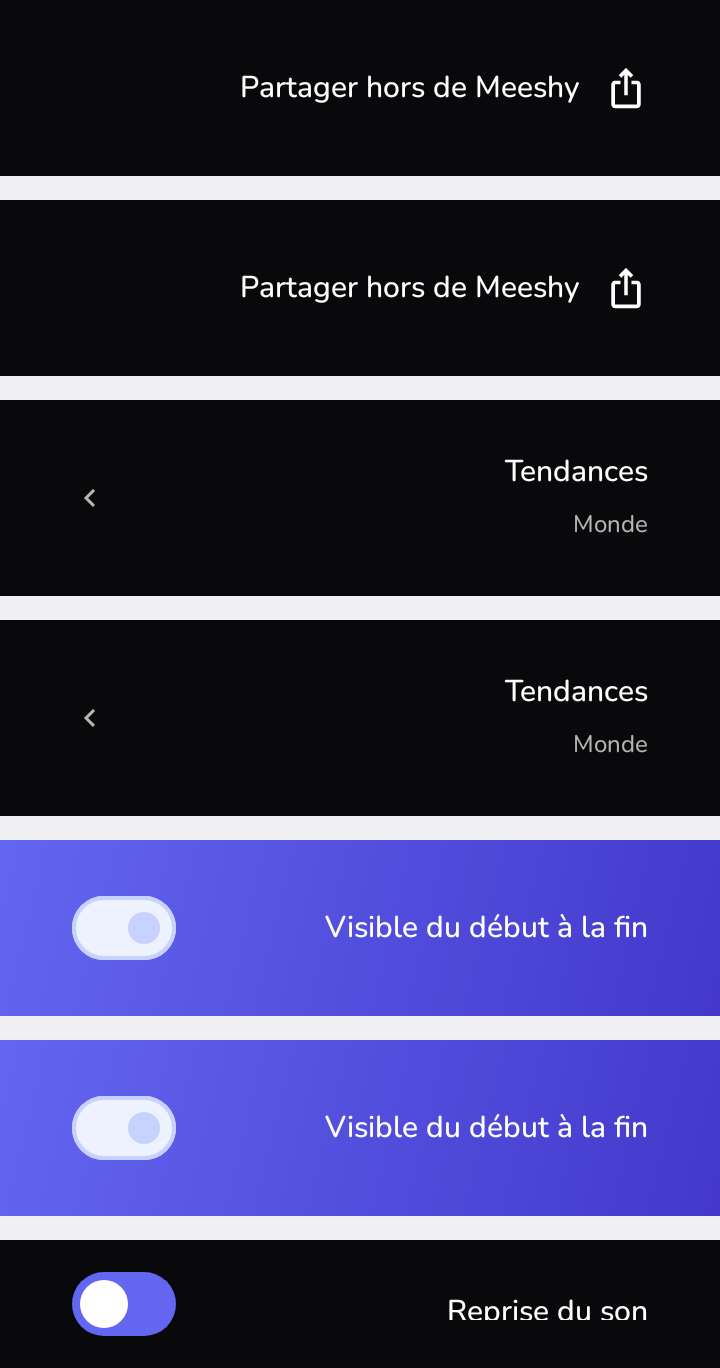 Partager hors de Meeshy
Partager hors de Meeshy
Tendances
Monde
Tendances
Monde
Visible du début à la fin
Visible du début à la fin
Reprise du son